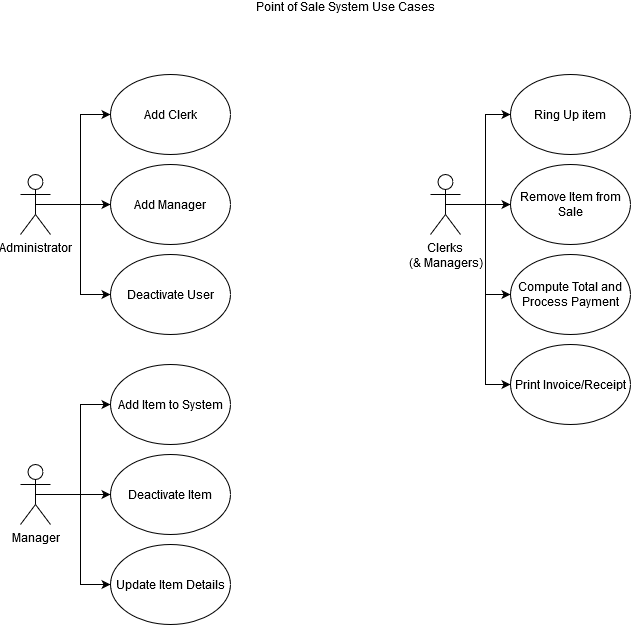 Point of Sale System Use Cases
Add Clerk
Add Manager
Administrator
Deactivate User
Add Item to System
Deactivate Item
Manager
Update Item Details
Ring Up item
Remove Item from
Sale
Clerks
(& Managers)
Compute Total and
Process Payment
Print Invoice/Receipt